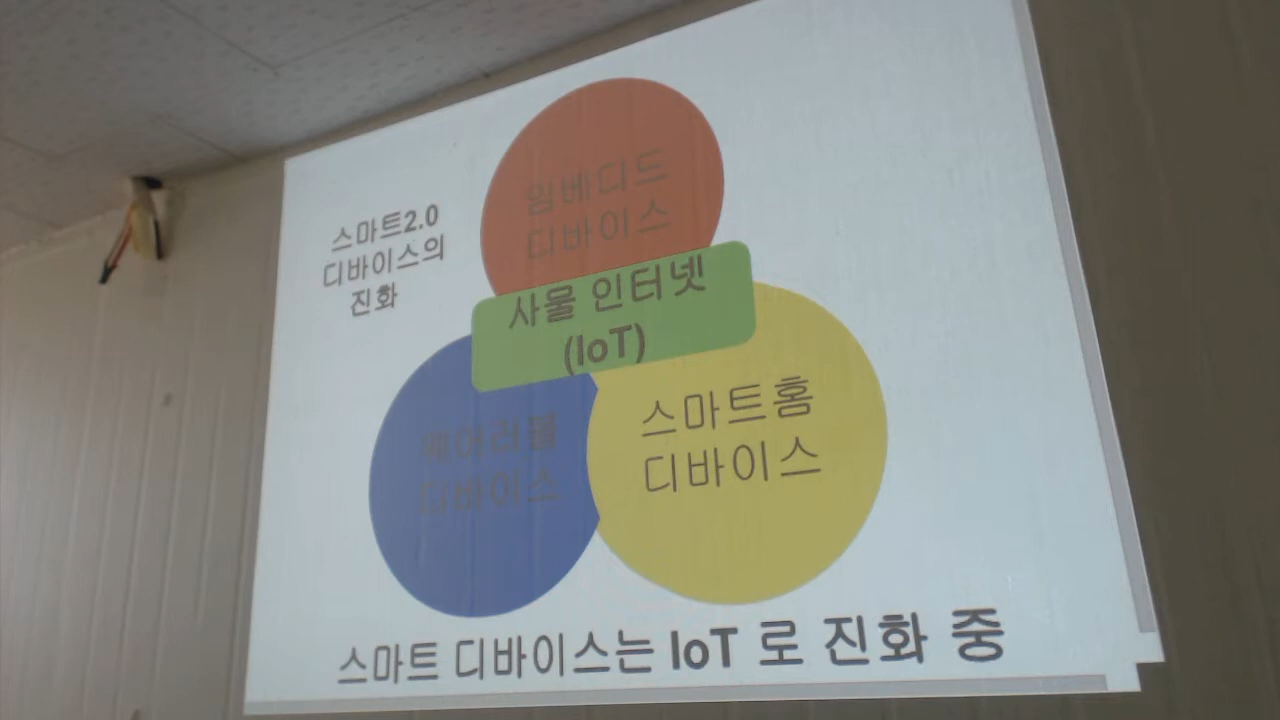 스마트2.0
디바이스의
진화
임베디드
디바이스
사물 인터넷
(IoT)
웨어러블
디바이스
스마트홈
디바이스
스마트 디바이스는 IoT 로 진화 중